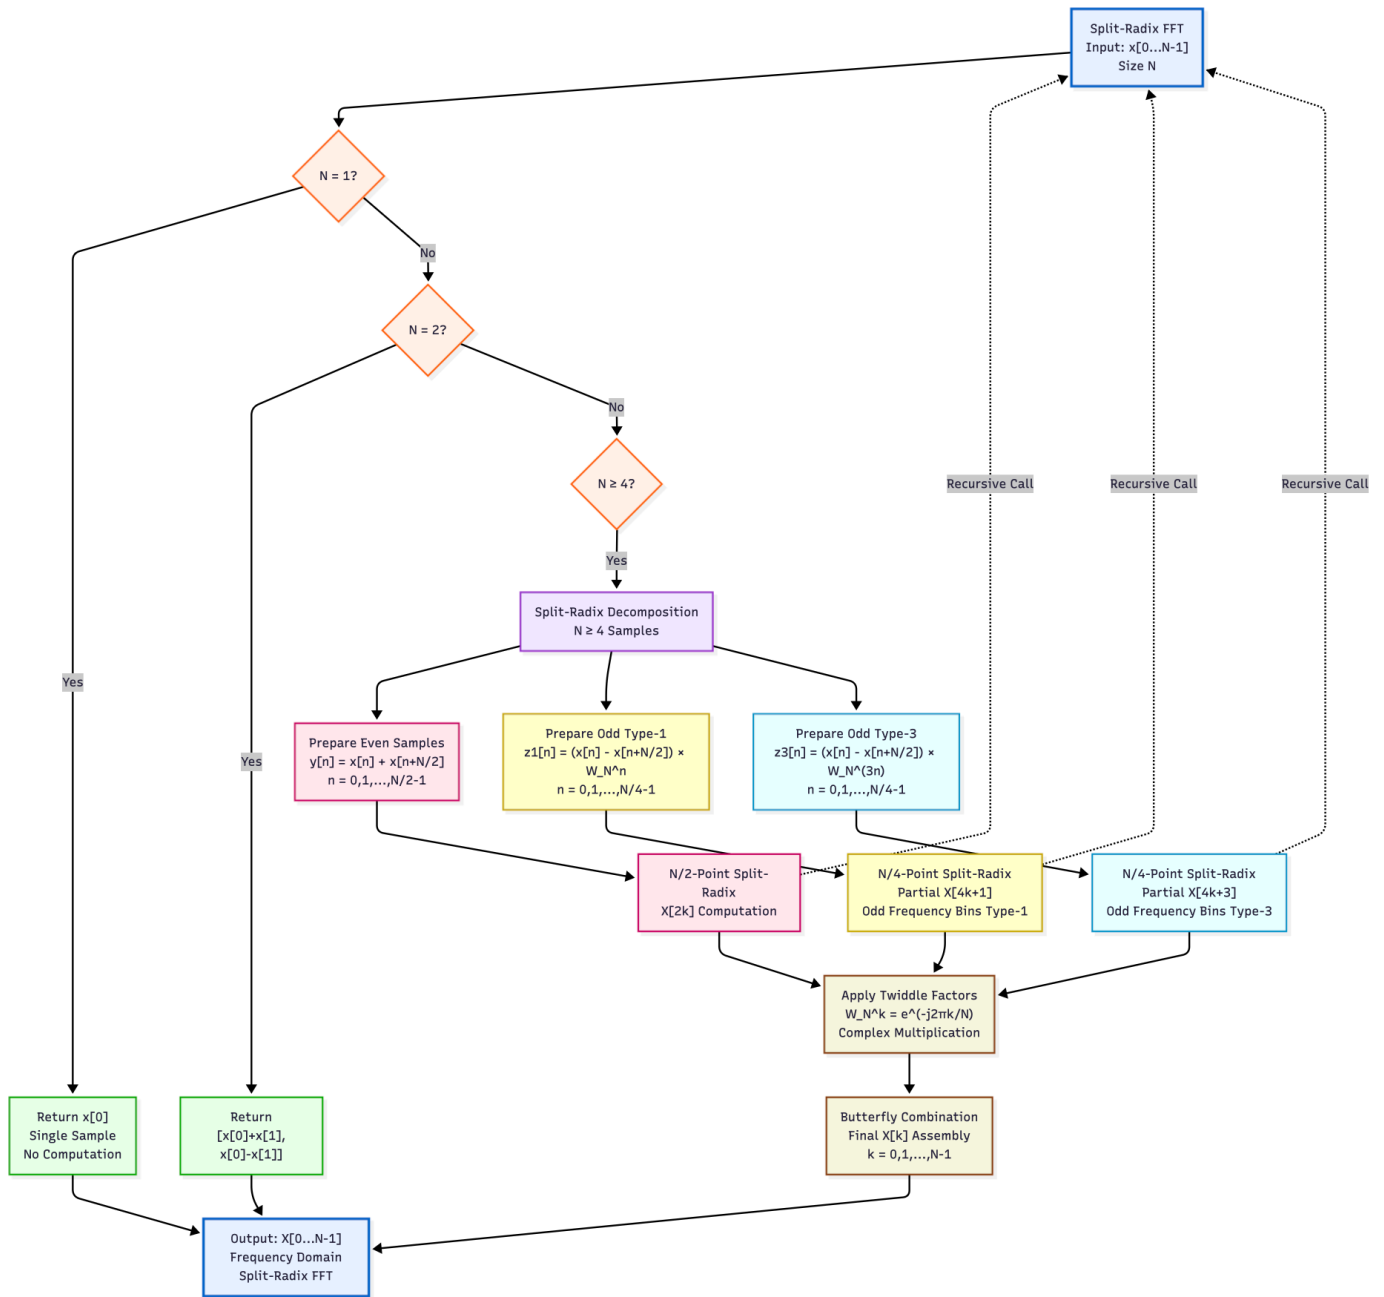 Split-Radix FFT
Input: x[0...N-1]
Size N
N = 1?
No
N = 2?
No
N ≥ 4?
Recursive Call
Recursive Call
Recursive Call
Yes
Split-Radix Decomposition
N ≥ 4 Samples
Yes
Yes
Prepare Even Samples
y[n] = x[n] + x[n+N/2]
n = 0,1,...,N/2-1
Prepare Odd Type-1
z1[n] = (x[n] - x[n+N/2]) ×
W_N^n
n = 0,1,...,N/4-1
Prepare Odd Type-3
z3[n] = (x[n] - x[n+N/2]) ×
W_N^(3n)
n = 0,1,...,N/4-1
N/2-Point Split-
Radix
X[2k] Computation
N/4-Point Split-Radix
Partial X[4k+1]
Odd Frequency Bins Type-1
N/4-Point Split-Radix
Partial X[4k+3]
Odd Frequency Bins Type-3
Apply Twiddle Factors
W_N^k = e^(-j2πk/N)
Complex Multiplication
Return x[0]
Single Sample
No Computation
Return
[x[0]+x[1],
x[0]-x[1]]
Butterfly Combination
Final X[k] Assembly
k = 0,1,...,N-1
Output: X[0...N-1]
Frequency Domain
Split-Radix FFT